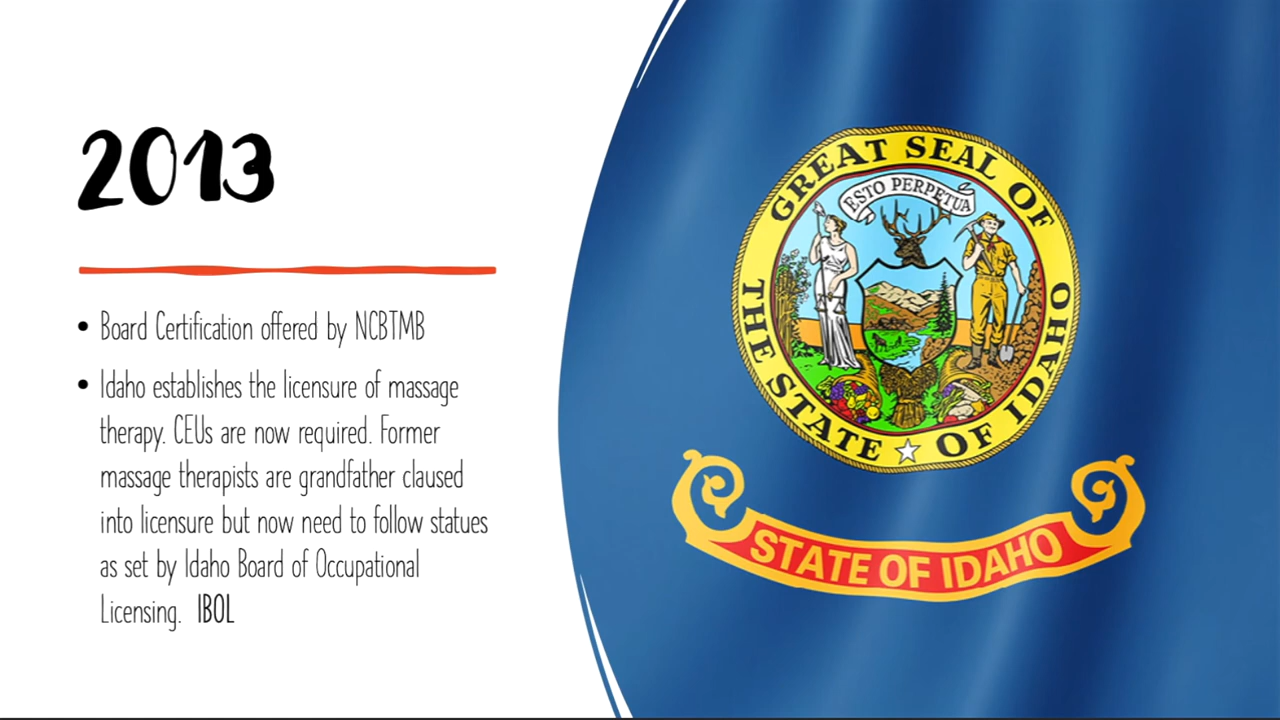 2013
• Board Certification offered by NCBTMB
• Idaho establishes the licensure of massage
therapy. CEUs are now required. Former
massage therapists are grandfather claused
into licensure but now need to follow statues
as set by Idaho Board of Occupational
Licensing. IBOL
GREAT SEAL OF
ESTO PERPETUA
THE STATE ☆ OF IDAHO
STATE OF IDAHO